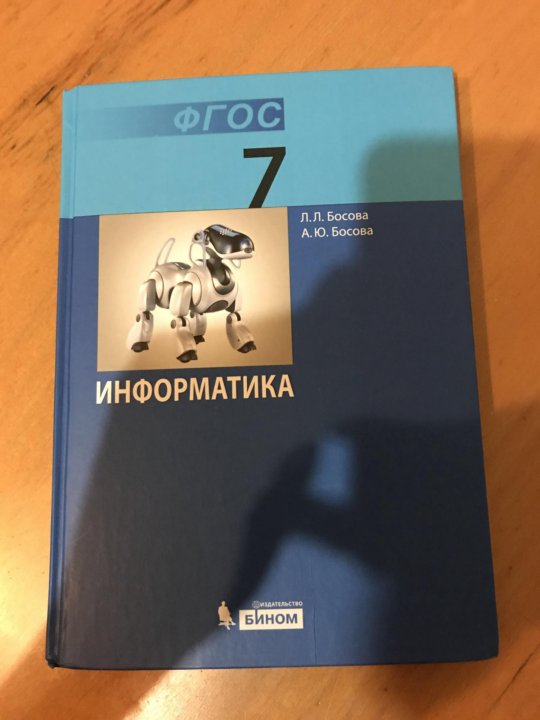 ФГОС
7
Л.Л. Босова
А.Ю. Босова
ИНФОРМАТИКА
ИЗДАТЕЛЬСТВО
БИНОМ